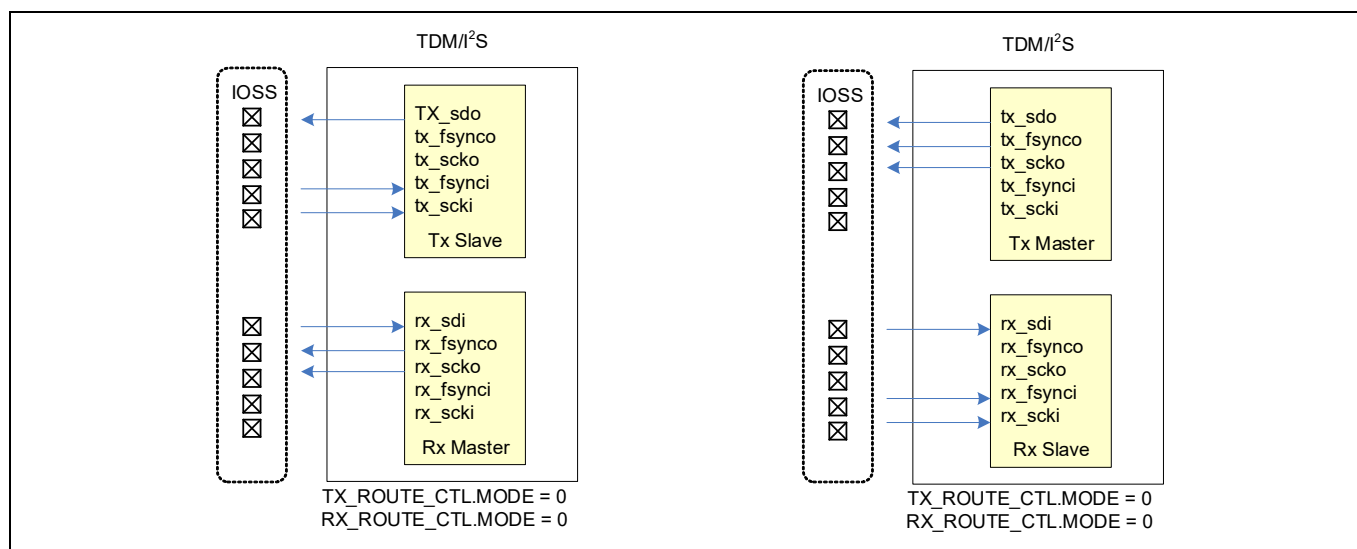 TDM/I²S
IOSS
TX_sdo
tx_fsynco
tx_scko
tx_fsynci
tx_scki
Tx Slave
rx_sdi
rx_fsynco
rx_scko
rx_fsynci
rx_scki
Rx Master
TX_ROUTE_CTL.MODE = 0
RX_ROUTE_CTL.MODE = 0
TDM/I²S
IOSS
tx_sdo
tx_fsynco
tx_scko
tx_fsynci
tx_scki
Tx Master
rx_sdi
rx_fsynco
rx_scko
rx_fsynci
rx_scki
Rx Slave
TX_ROUTE_CTL.MODE = 0
RX_ROUTE_CTL.MODE = 0